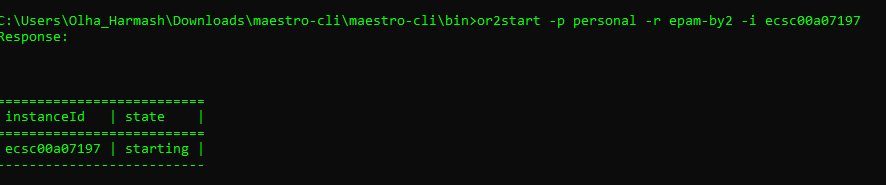 C:\Users\Olha_Harmash\Downloads\maestro-cli\maestro-cli\bin>or2start -p personal -r epam-by2 -i ecsc00a07197
Response:
==========================
instanceId | state |
==========================
ecsc00a07197 | starting |
--------------------------